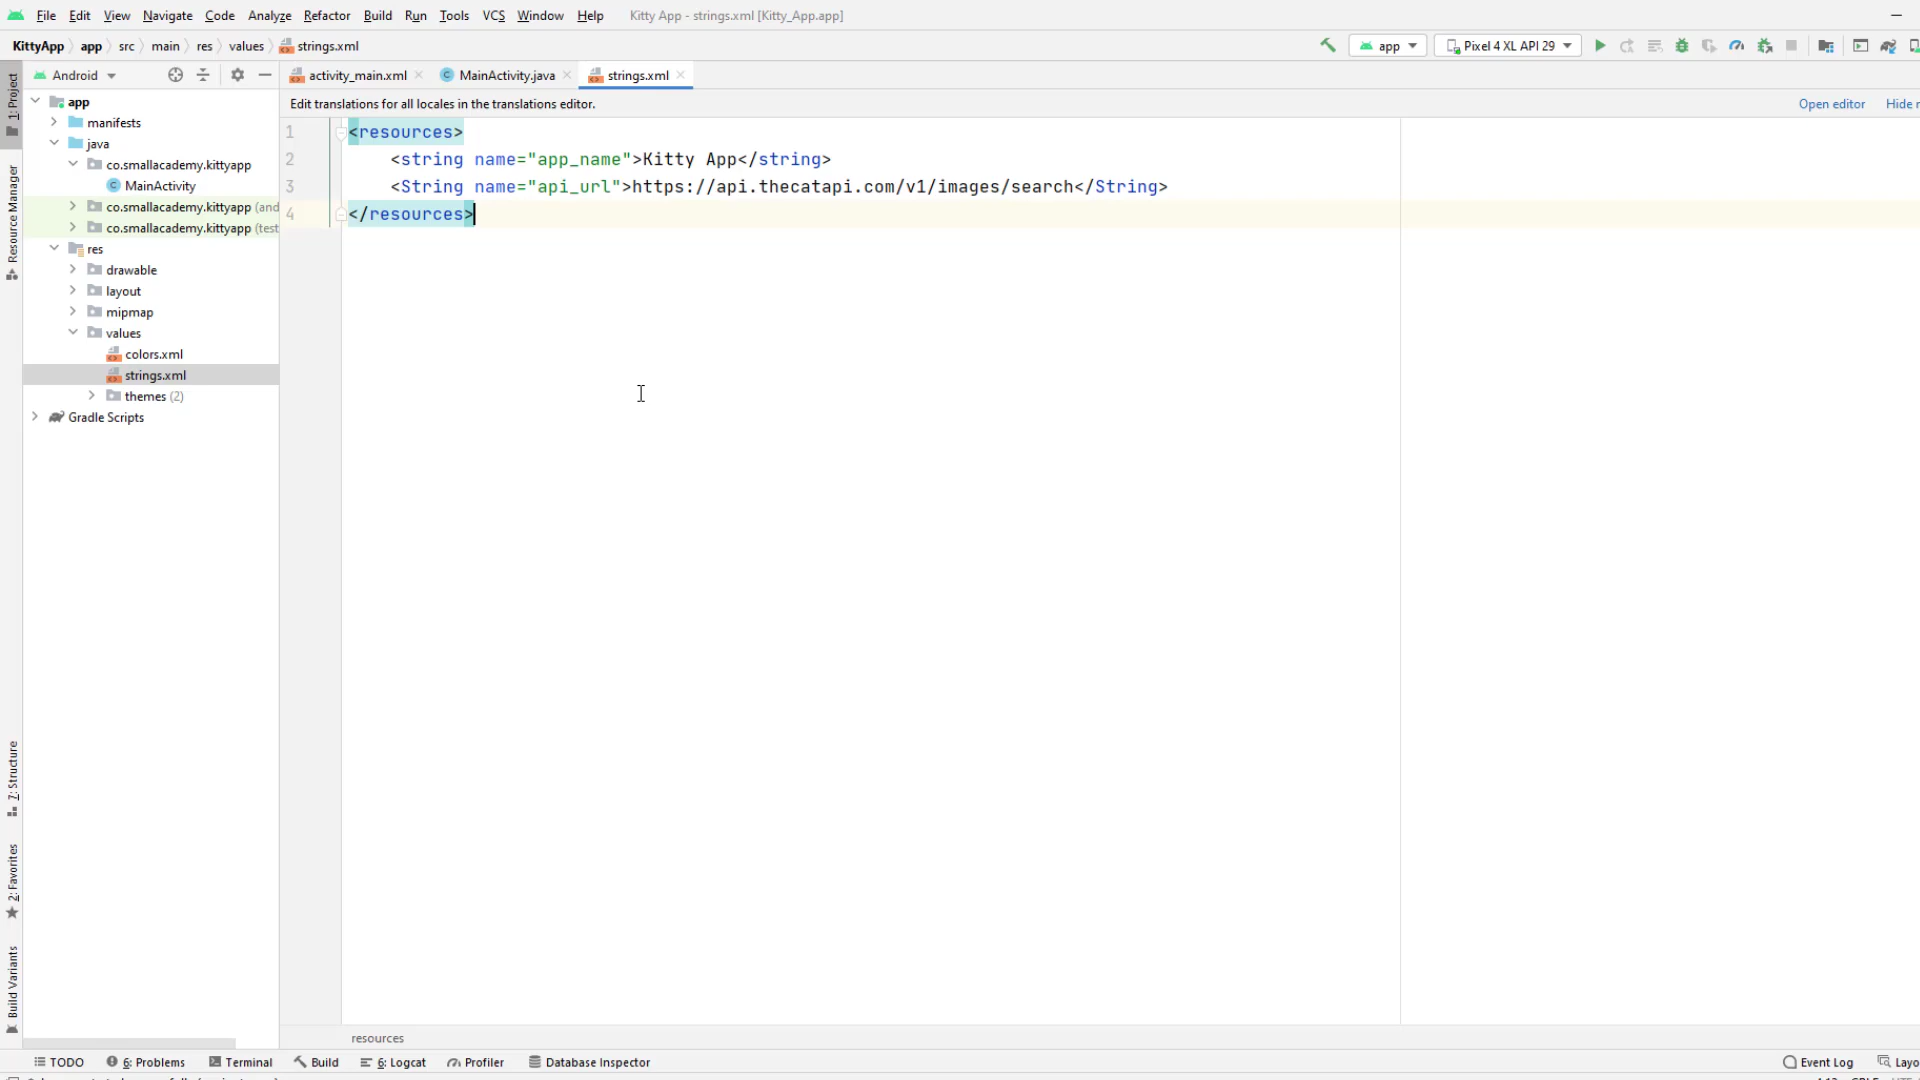 File Edit View Navigate Code Analyze Refactor Build Run Tools VCS Window Help Kitty App - strings.xml [Kitty_App.app]
KittyApp app src main res values strings.xml
app Pixel 4 XL API 29
Android
activity_main.xml MainActivity.java strings.xml
Edit translations for all locales in the translations editor. Open editor Hide
1 <resources>
2 <string name="app_name">Kitty App</string>
3 <String name="api_url">https://api.thecatapi.com/v1/images/search</String>
4 </resources>
app
manifests
java
co.smallacademy.kittyapp
MainActivity
co.smallacademy.kittyapp (and
co.smallacademy.kittyapp (test
res
drawable
layout
mipmap
values
colors.xml
strings.xml
themes (2)
Gradle Scripts
1: Project
Resource Manager
7: Structure
2: Favorites
Build Variants
resources
TODO 6: Problems Terminal Build 6: Logcat Profiler Database Inspector Event Log Layo